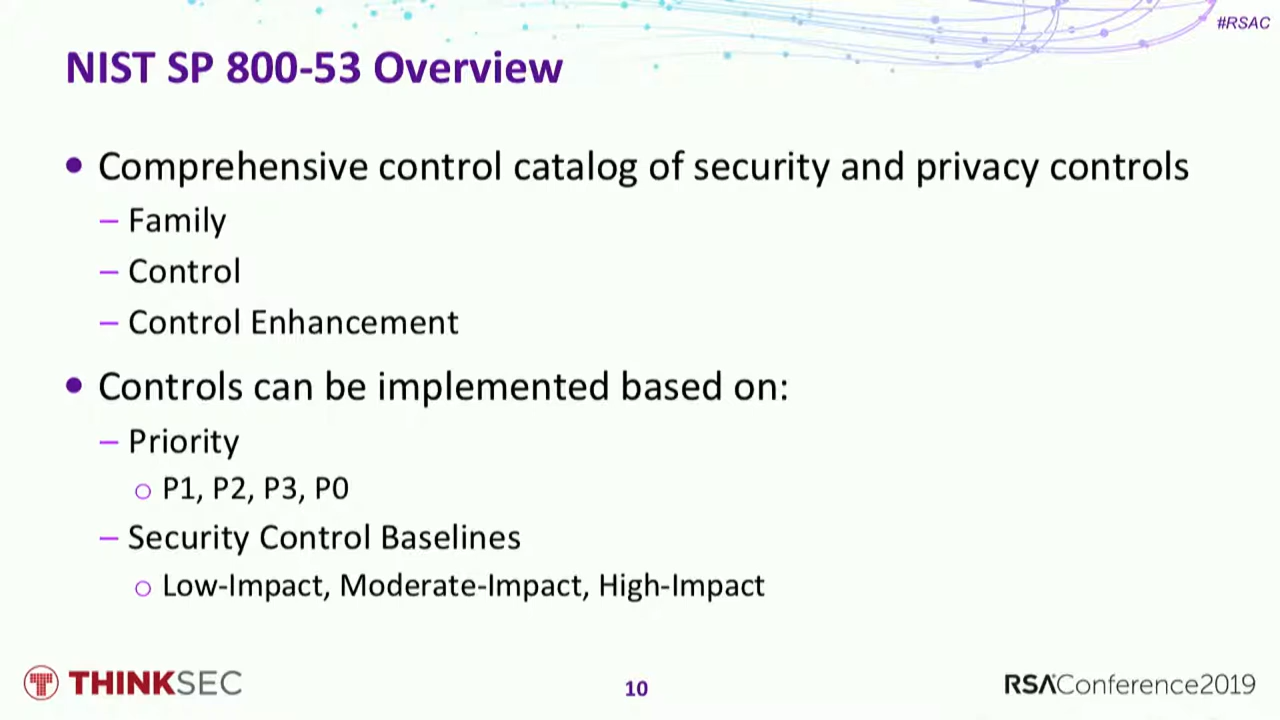 #RSAC
NIST SP 800-53 Overview
• Comprehensive control catalog of security and privacy controls
– Family
– Control
– Control Enhancement
• Controls can be implemented based on:
– Priority
○ P1, P2, P3, P0
– Security Control Baselines
○ Low-Impact, Moderate-Impact, High-Impact
THINKSEC
10
RSAConference2019